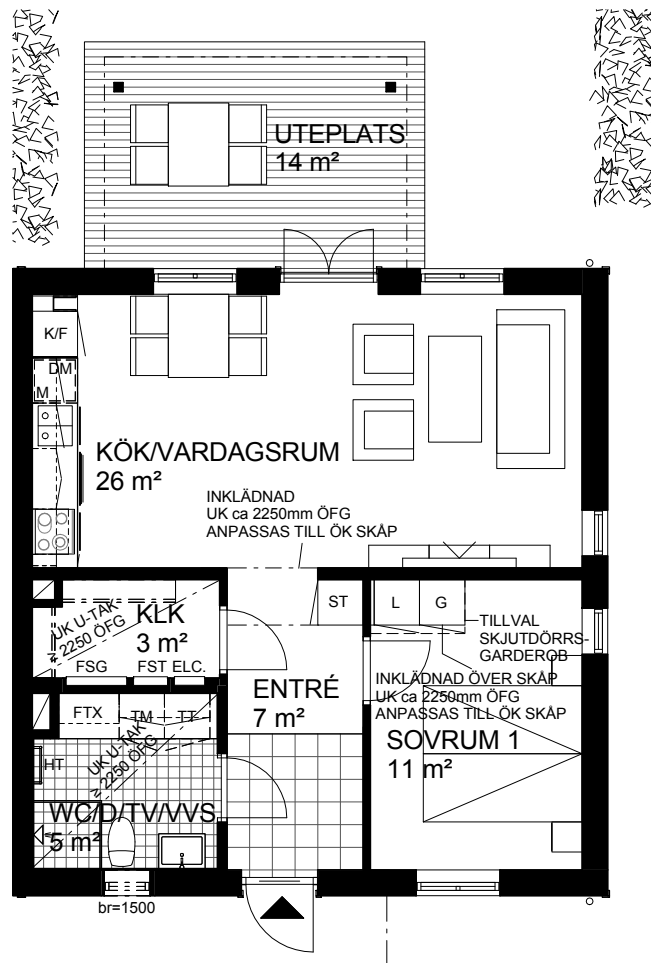 UTEPLATS
14 m²
K/F
DM
M
KÖK/VARDAGSRUM
26 m²
INKLÄDNAD
UK ca 2250mm ÖFG
ANPASSAS TILL ÖK SKÅP
UK U-TAK
≥ 2250 ÖFG
KLK
3 m²
FSG
FST
ELC.
ST
L
G
TILLVAL
SKJUTDÖRRS-
GARDEROB
INKLÄDNAD ÖVER SKÅP
UK ca 2250mm ÖFG
ANPASSAS TILL ÖK SKÅP
ENTRÉ
7 m²
SOVRUM 1
11 m²
FTX
TM
TT
UK U-TAK
≥ 2250 ÖFG
HT
WC/D/TV/VVS
5 m²
br=1500